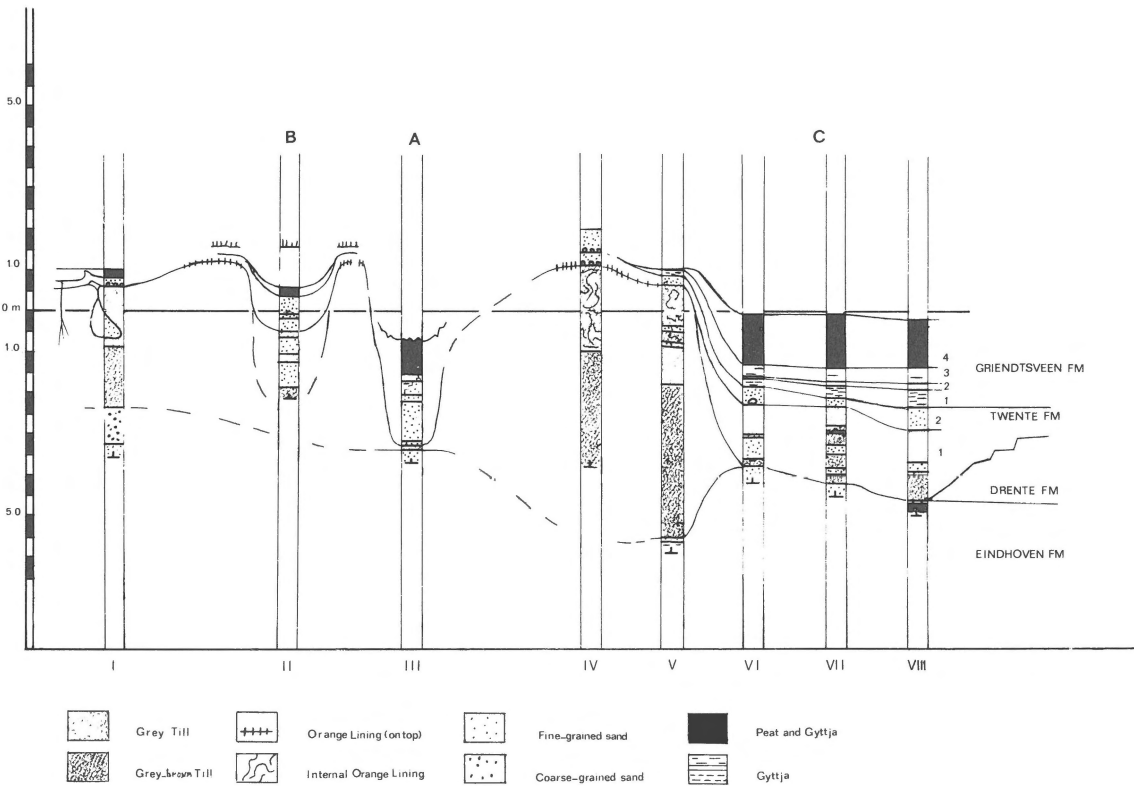 5.0
B
A
C
1.0
0 m
1.0
4
3
2
1
GRIENDTSVEEN FM
TWENTE FM
2
1
DRENTE FM
5.0
EINDHOVEN FM
I
II
III
IV
V
VI
VII
VIII
Grey Till
Orange Lining (on top)
Fine-grained sand
Peat and Gyttja
Grey-brown Till
Internal Orange Lining
Coarse-grained sand
Gyttja